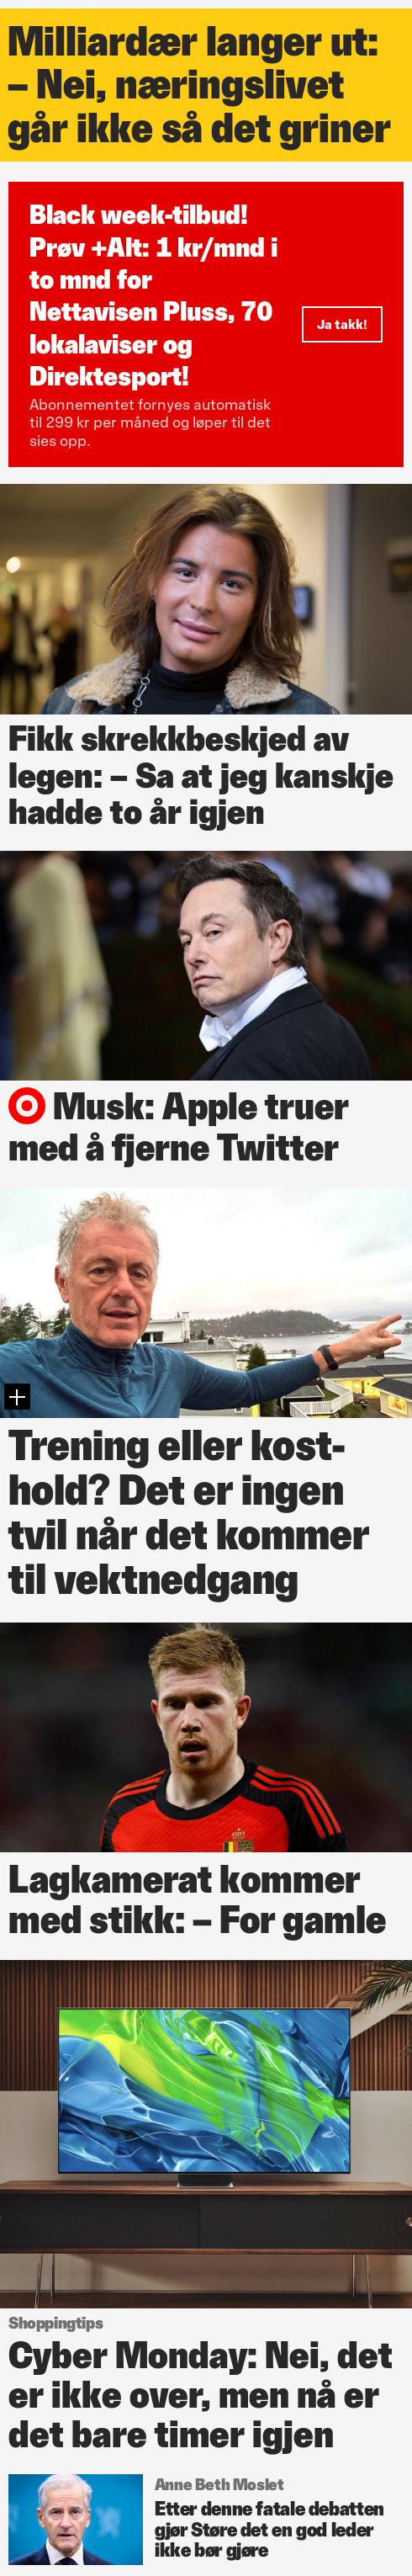 Milliardær langer ut:
– Nei, næringslivet
går ikke så det griner
Black week-tilbud!
Prøv +Alt: 1 kr/mnd i
to mnd for
Nettavisen Pluss, 70
lokalaviser og
Direktesport!
Ja takk!
Abonnementet fornyes automatisk
til 299 kr per måned og løper til det
sies opp.
Fikk skrekkbeskjed av
legen: – Sa at jeg kanskje
hadde to år igjen
Musk: Apple truer
med å fjerne Twitter
Trening eller kost-
hold? Det er ingen
tvil når det kommer
til vektnedgang
Lagkamerat kommer
med stikk: – For gamle
Shoppingtips
Cyber Monday: Nei, det
er ikke over, men nå er
det bare timer igjen
Anne Beth Moslet
Etter denne fatale debatten
gjør Støre det en god leder
ikke bør gjøre